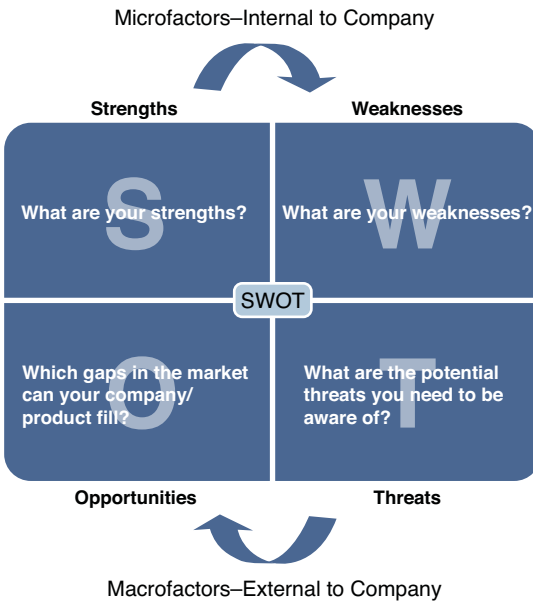 Microfactors–Internal to Company
Strengths
Weaknesses
S
What are your strengths?
W
What are your weaknesses?
SWOT
O
Which gaps in the market
can your company/
product fill?
T
What are the potential
threats you need to be
aware of?
Opportunities
Threats
Macrofactors–External to Company